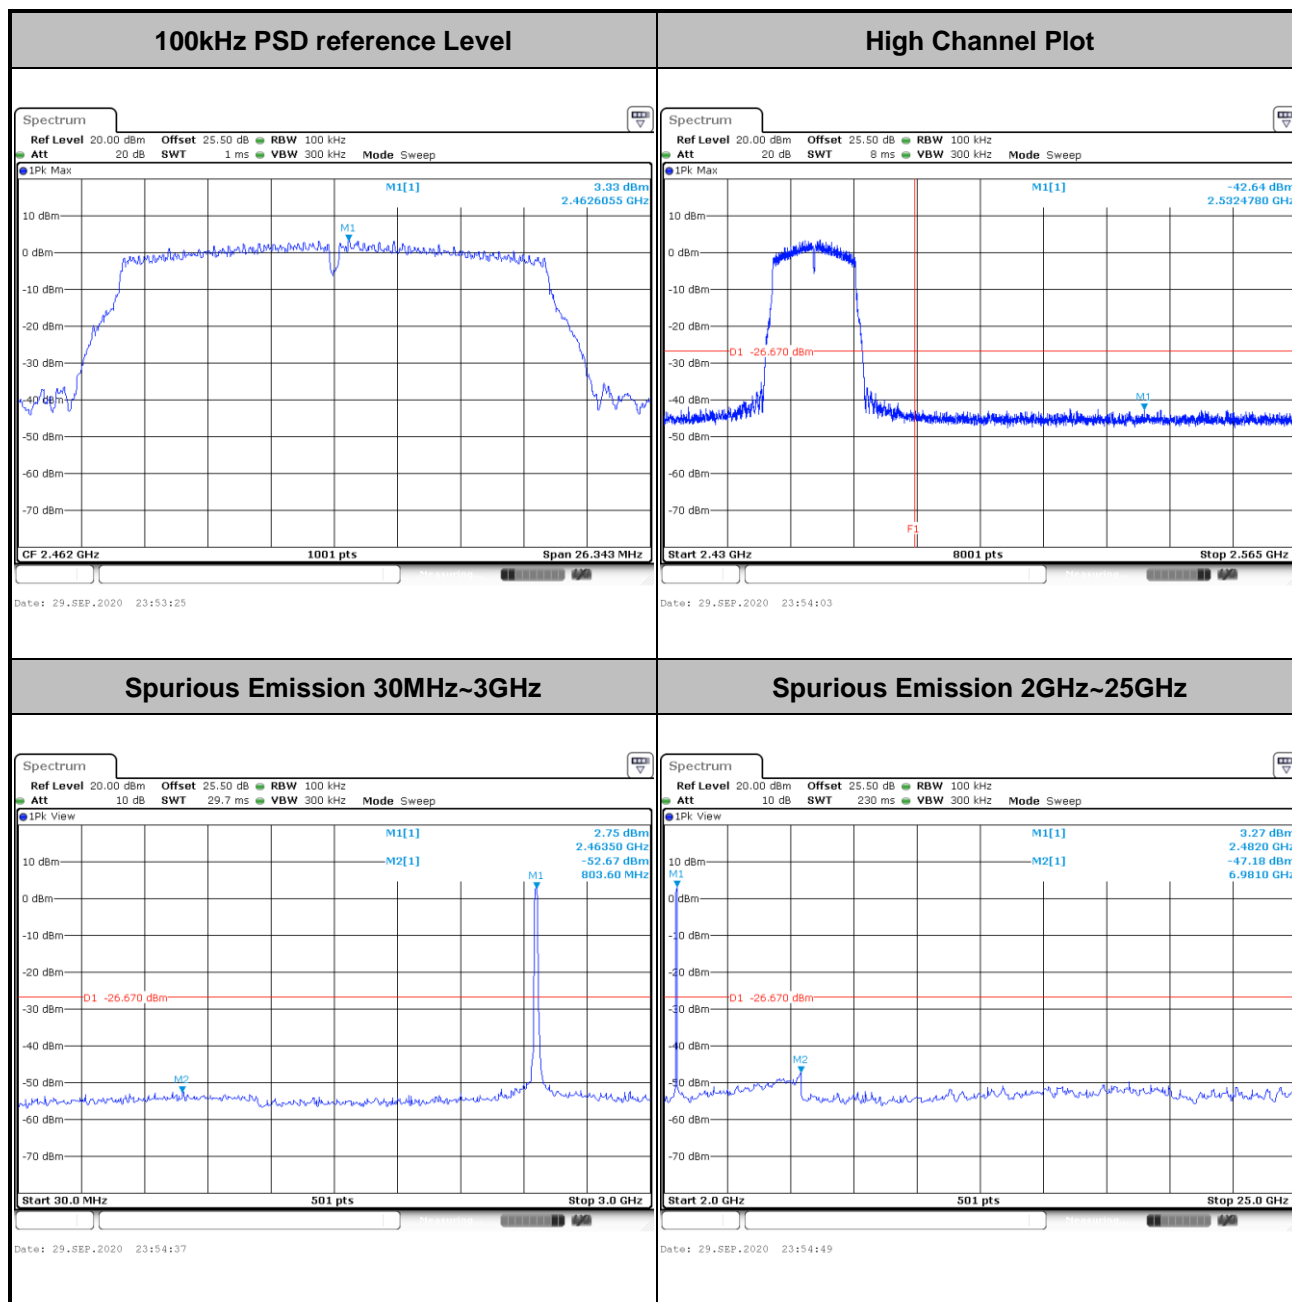 100kHz PSD reference Level
Spectrum
Ref Level 20.00 dBm Offset 25.50 dB RBW 100 kHz
Att 20 dB SWT 1 ms VBW 300 kHz Mode Sweep
1Pk Max
M1[1] 3.33 dBm
2.4626055 GHz
10 dBm
M1
0 dBm
-10 dBm
-20 dBm
-30 dBm
-40 dBm
-50 dBm
-60 dBm
-70 dBm
CF 2.462 GHz 1001 pts Span 26.343 MHz
Measuring
Date: 29.SEP.2020 23:53:25
High Channel Plot
Spectrum
Ref Level 20.00 dBm Offset 25.50 dB RBW 100 kHz
Att 20 dB SWT 8 ms VBW 300 kHz Mode Sweep
1Pk Max
M1[1] -42.64 dBm
2.5324780 GHz
10 dBm
0 dBm
-10 dBm
-20 dBm
D1 -26.670 dBm
-30 dBm
-40 dBm
M1
-50 dBm
-60 dBm
-70 dBm
F1
Start 2.43 GHz 8001 pts Stop 2.565 GHz
Date: 29.SEP.2020 23:54:03
Spurious Emission 30MHz~3GHz
Spectrum
Ref Level 20.00 dBm Offset 25.50 dB RBW 100 kHz
Att 10 dB SWT 29.7 ms VBW 300 kHz Mode Sweep
1Pk View
M1[1] 2.75 dBm
2.46350 GHz
10 dBm
M2[1] -52.67 dBm
803.60 MHz
M1
0 dBm
-10 dBm
-20 dBm
D1 -26.670 dBm
-30 dBm
-40 dBm
-50 dBm
M2
-60 dBm
-70 dBm
Start 30.0 MHz 501 pts Stop 3.0 GHz
Measuring
Date: 29.SEP.2020 23:54:37
Spurious Emission 2GHz~25GHz
Spectrum
Ref Level 20.00 dBm Offset 25.50 dB RBW 100 kHz
Att 10 dB SWT 230 ms VBW 300 kHz Mode Sweep
1Pk View
M1[1] 3.27 dBm
2.4820 GHz
10 dBm
M2[1] -47.18 dBm
6.9810 GHz
M1
0 dBm
-10 dBm
-20 dBm
D1 -26.670 dBm
-30 dBm
-40 dBm
M2
-50 dBm
-60 dBm
-70 dBm
Start 2.0 GHz 501 pts Stop 25.0 GHz
Date: 29.SEP.2020 23:54:49